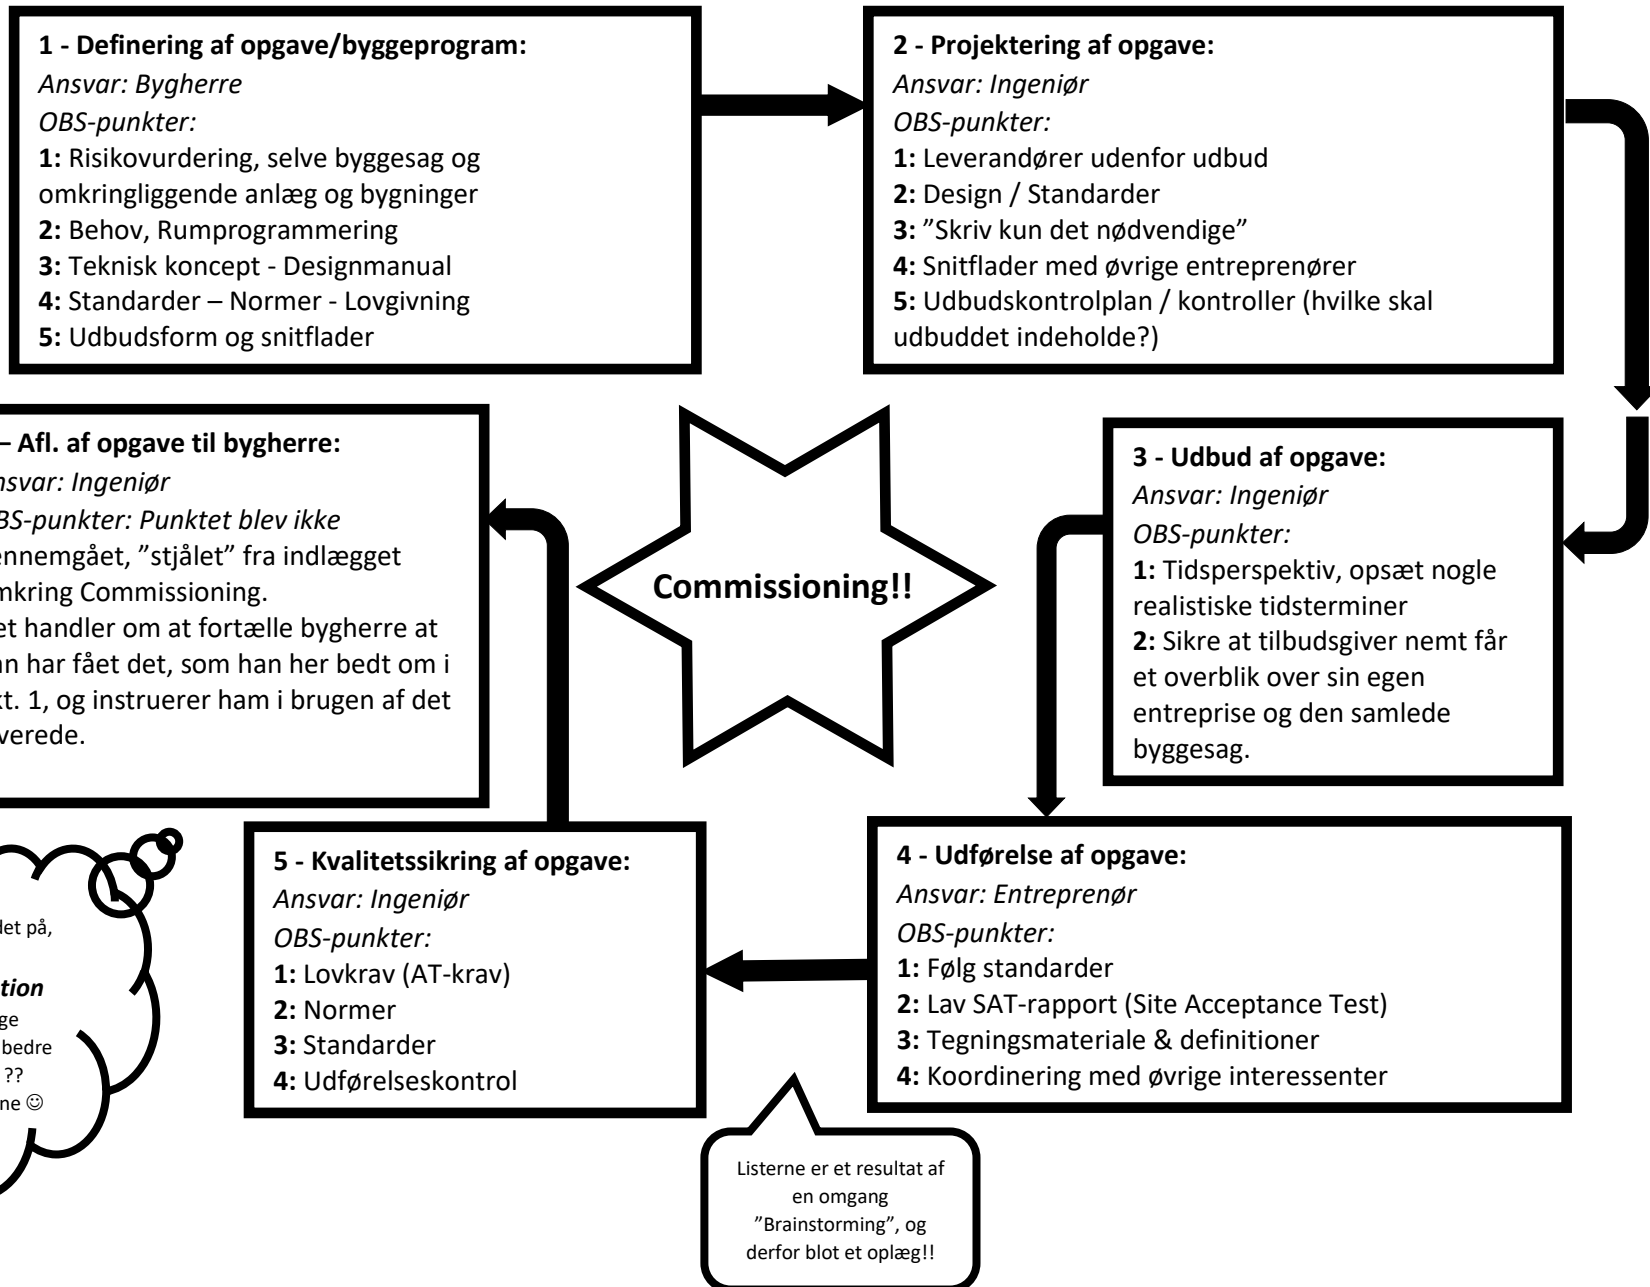 1 - Definering af opgave/byggeprogram:
Ansvar: Bygherre
OBS-punkter:
1: Risikovurdering, selve byggesag og
omkringliggende anlæg og bygninger
2: Behov, Rumprogrammering
3: Teknisk koncept - Designmanual
4: Standarder – Normer - Lovgivning
5: Udbudsform og snitflader
2 - Projektering af opgave:
Ansvar: Ingeniør
OBS-punkter:
1: Leverandører udenfor udbud
2: Design / Standarder
3: ”Skriv kun det nødvendige”
4: Snitflader med øvrige entreprenører
5: Udbudskontrolplan / kontroller (hvilke skal
udbuddet indeholde?)
– Afl. af opgave til bygherre:
nsvar: Ingeniør
BS-punkter: Punktet blev ikke
ennemgået, ”stjålet” fra indlægget
mkring Commissioning.
et handler om at fortælle bygherre at
an har fået det, som han her bedt om i
kt. 1, og instruerer ham i brugen af det
verede.
Commissioning!!
3 - Udbud af opgave:
Ansvar: Ingeniør
OBS-punkter:
1: Tidsperspektiv, opsæt nogle
realistiske tidsterminer
2: Sikre at tilbudsgiver nemt får
et overblik over sin egen
entreprise og den samlede
byggesag.
det på,
tion
ge
bedre
??
ne ☺
5 - Kvalitetssikring af opgave:
Ansvar: Ingeniør
OBS-punkter:
1: Lovkrav (AT-krav)
2: Normer
3: Standarder
4: Udførelseskontrol
4 - Udførelse af opgave:
Ansvar: Entreprenør
OBS-punkter:
1: Følg standarder
2: Lav SAT-rapport (Site Acceptance Test)
3: Tegningsmateriale & definitioner
4: Koordinering med øvrige interessenter
Listerne er et resultat af
en omgang
”Brainstorming”, og
derfor blot et oplæg!!